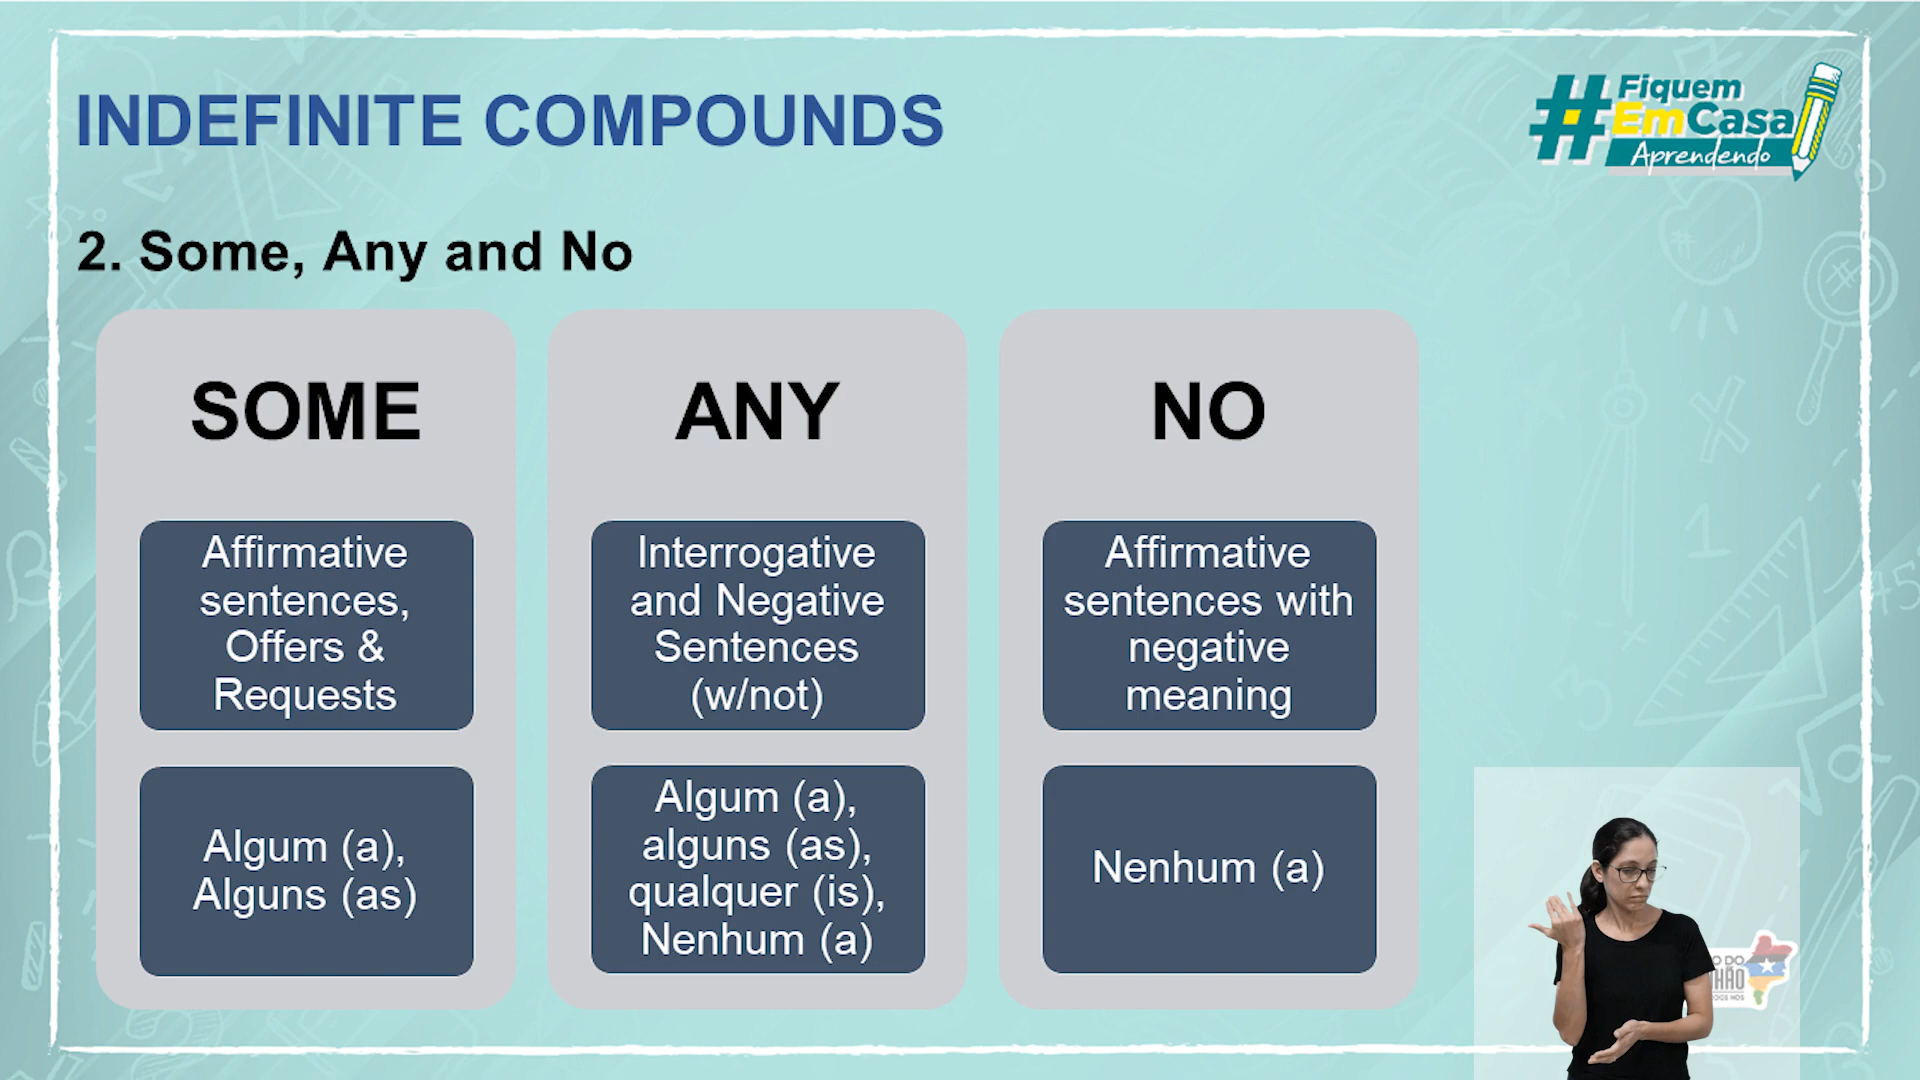 INDEFINITE COMPOUNDS
#Fiquem
EmCasa
Aprendendo
2. Some, Any and No
SOME
Affirmative
sentences,
Offers &
Requests
Algum (a),
Alguns (as)
ANY
Interrogative
and Negative
Sentences
(w/not)
Algum (a),
alguns (as),
qualquer (is),
Nenhum (a)
NO
Affirmative
sentences with
negative
meaning
Nenhum (a)